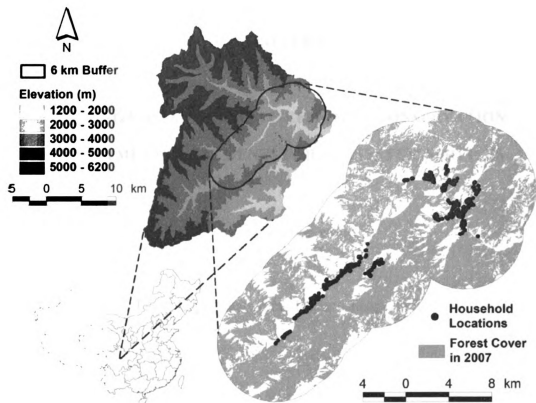 N
6 km Buffer
Elevation (m)
1200 - 2000
2000 - 3000
3000 - 4000
4000 - 5000
5000 - 6200
5 0 5 10 km
Household
Locations
Forest Cover
in 2007
4 0 4 8 km